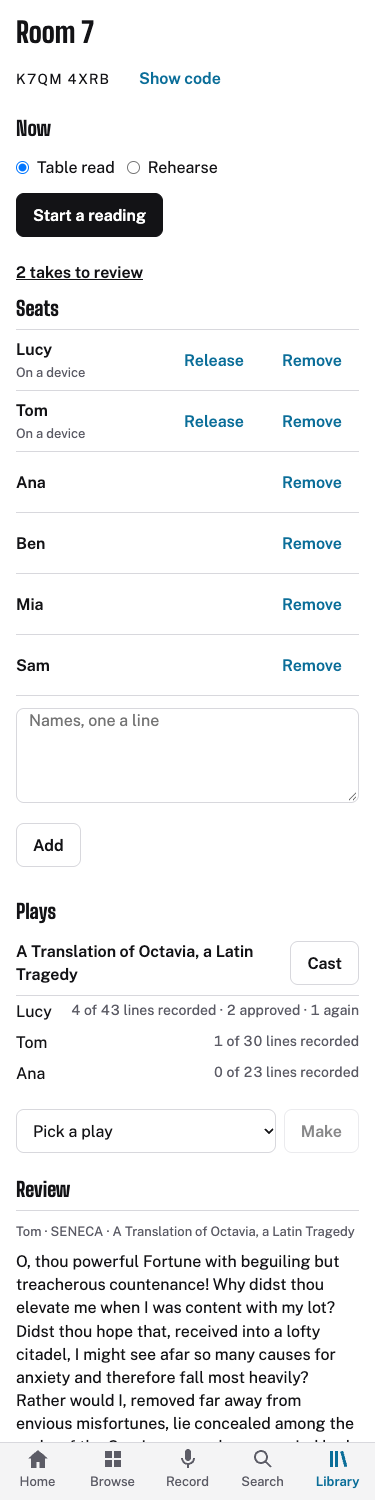 Room 7
K7QM 4XRB Show code
Now
Table read Rehearse
Start a reading
2 takes to review
Seats
Lucy
On a device
Release Remove
Tom
On a device
Release Remove
Ana Remove
Ben Remove
Mia Remove
Sam Remove
Names, one a line
Add
Plays
A Translation of Octavia, a Latin
Tragedy
Cast
Lucy 4 of 43 lines recorded · 2 approved · 1 again
Tom 1 of 30 lines recorded
Ana 0 of 23 lines recorded
Pick a play Make
Review
Tom · SENECA · A Translation of Octavia, a Latin Tragedy
O, thou powerful Fortune with beguiling but
treacherous countenance! Why didst thou
elevate me when I was content with my lot?
Didst thou hope that, received into a lofty
citadel, I might see afar so many causes for
anxiety and therefore fall most heavily?
Rather would I, removed far away from
envious misfortunes, lie concealed among the
Home Browse Record Search Library